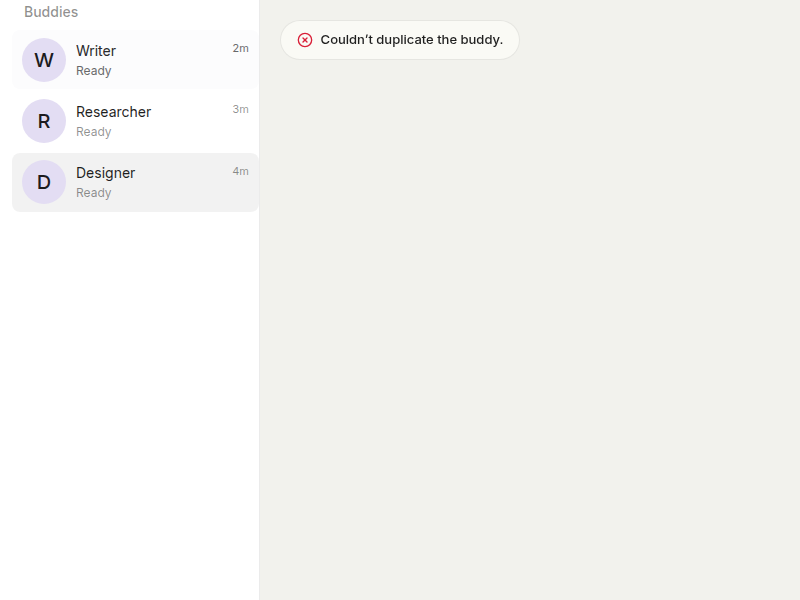 Buddies
W
Writer
2m
Ready
R
Researcher
3m
Ready
D
Designer
4m
Ready
Couldn't duplicate the buddy.